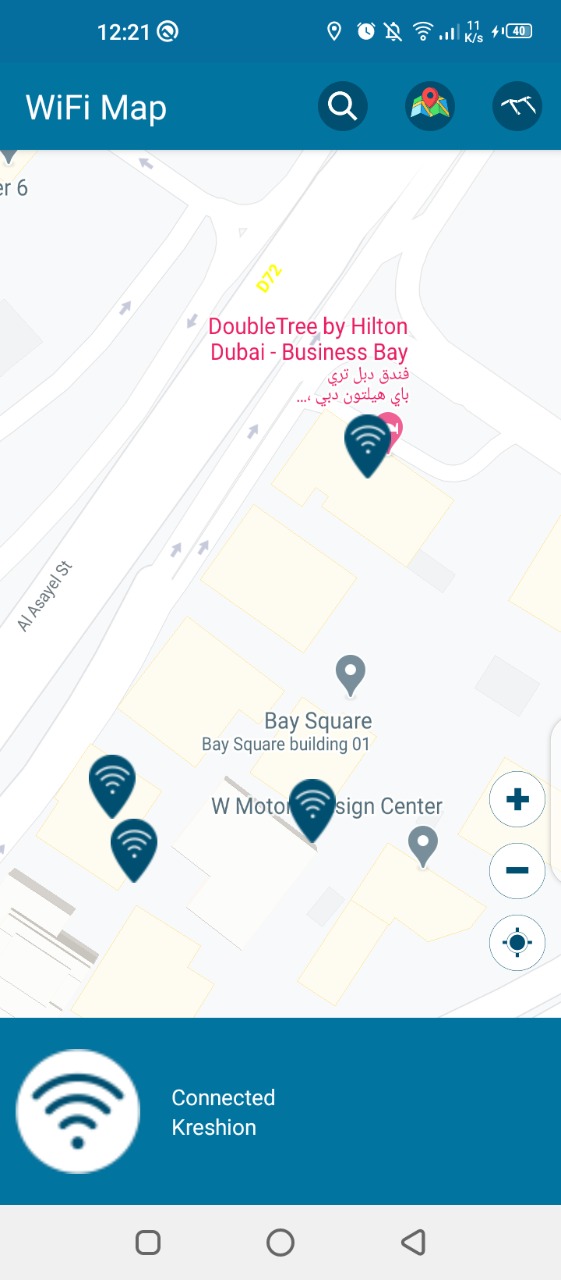 12:21
11
K/s
40
WiFi Map
er 6
D72
DoubleTree by Hilton
Dubai - Business Bay
فندق دبل تري
باي هيلتون دبي ،...
Al Asayel St
Bay Square
Bay Square building 01
W Motor sign Center
Connected
Kreshion